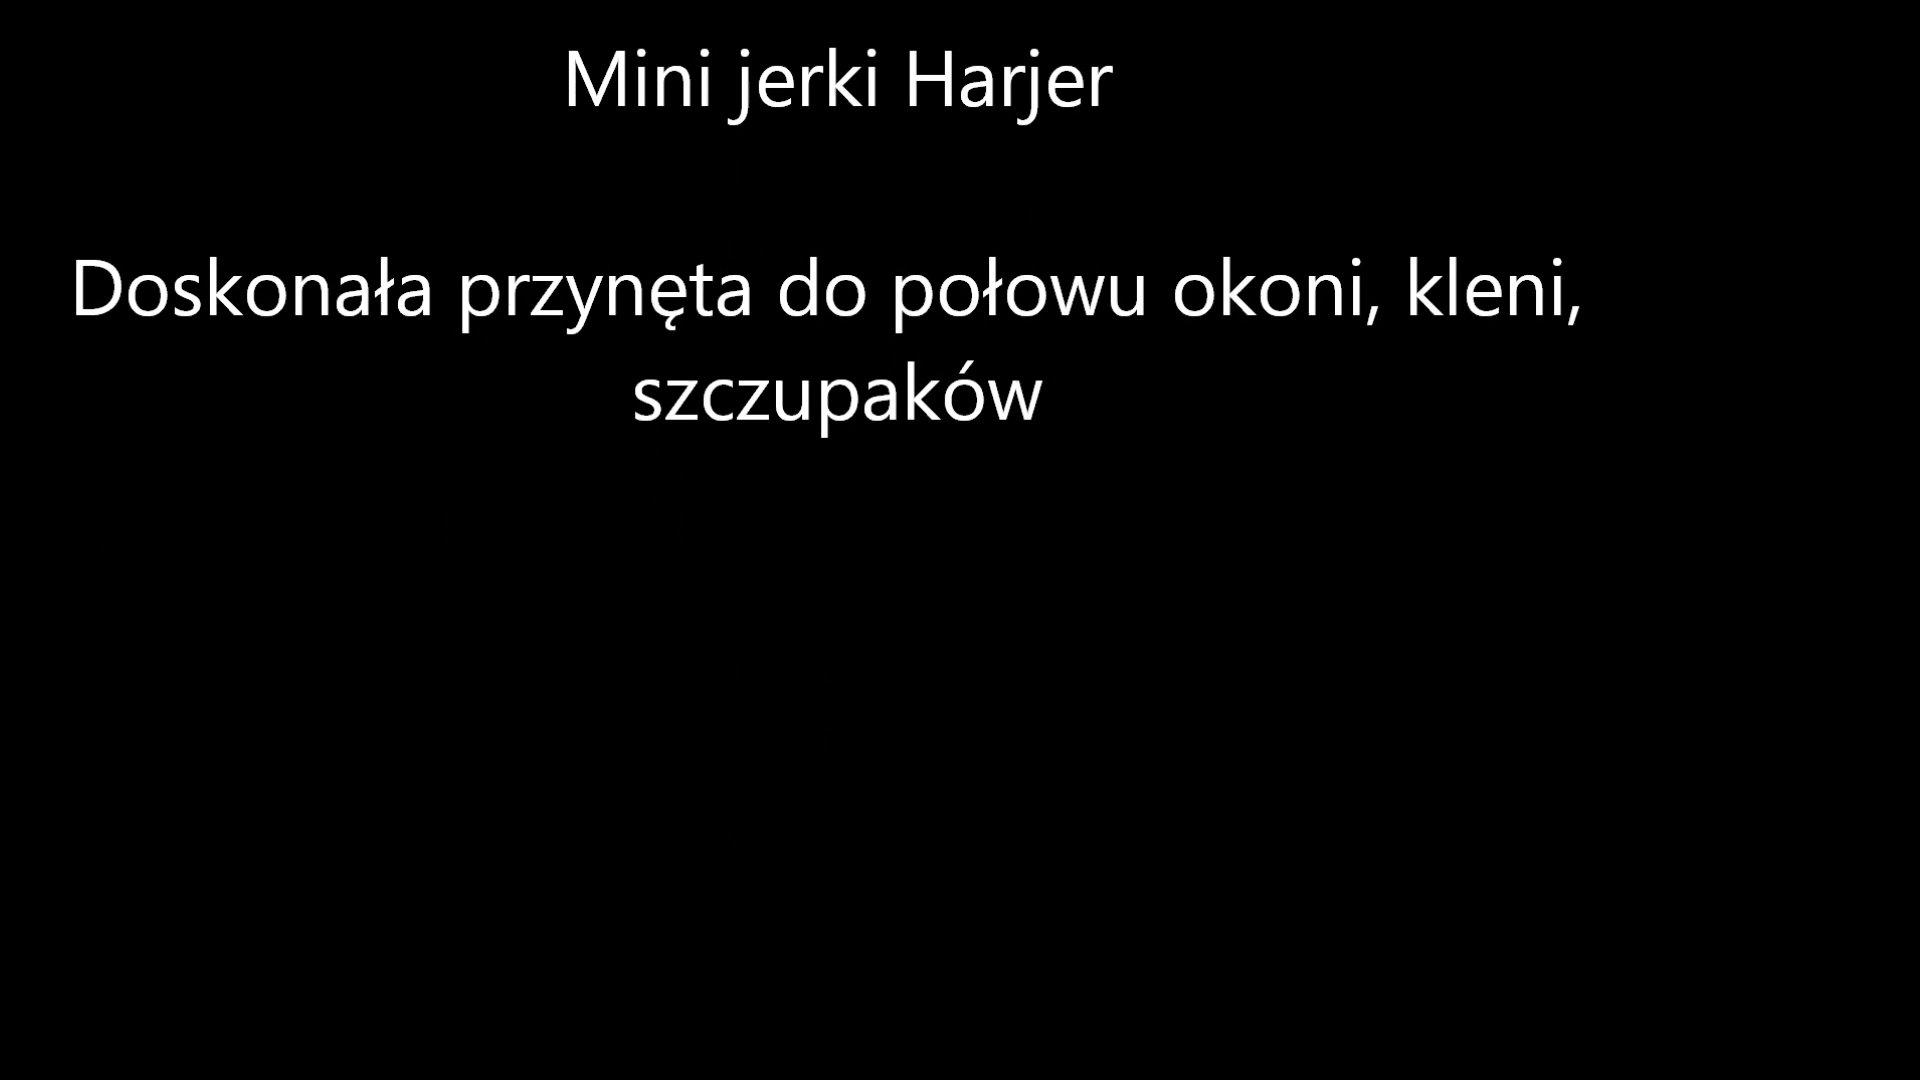 Mini jerki Harjer
Doskonała przynęta do połowu okoni, kleni,
szczupaków